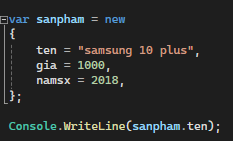 var sanpham = new
{
    ten = "samsung 10 plus",
    gia = 1000,
    namsx = 2018,
};
Console.WriteLine(sanpham.ten);